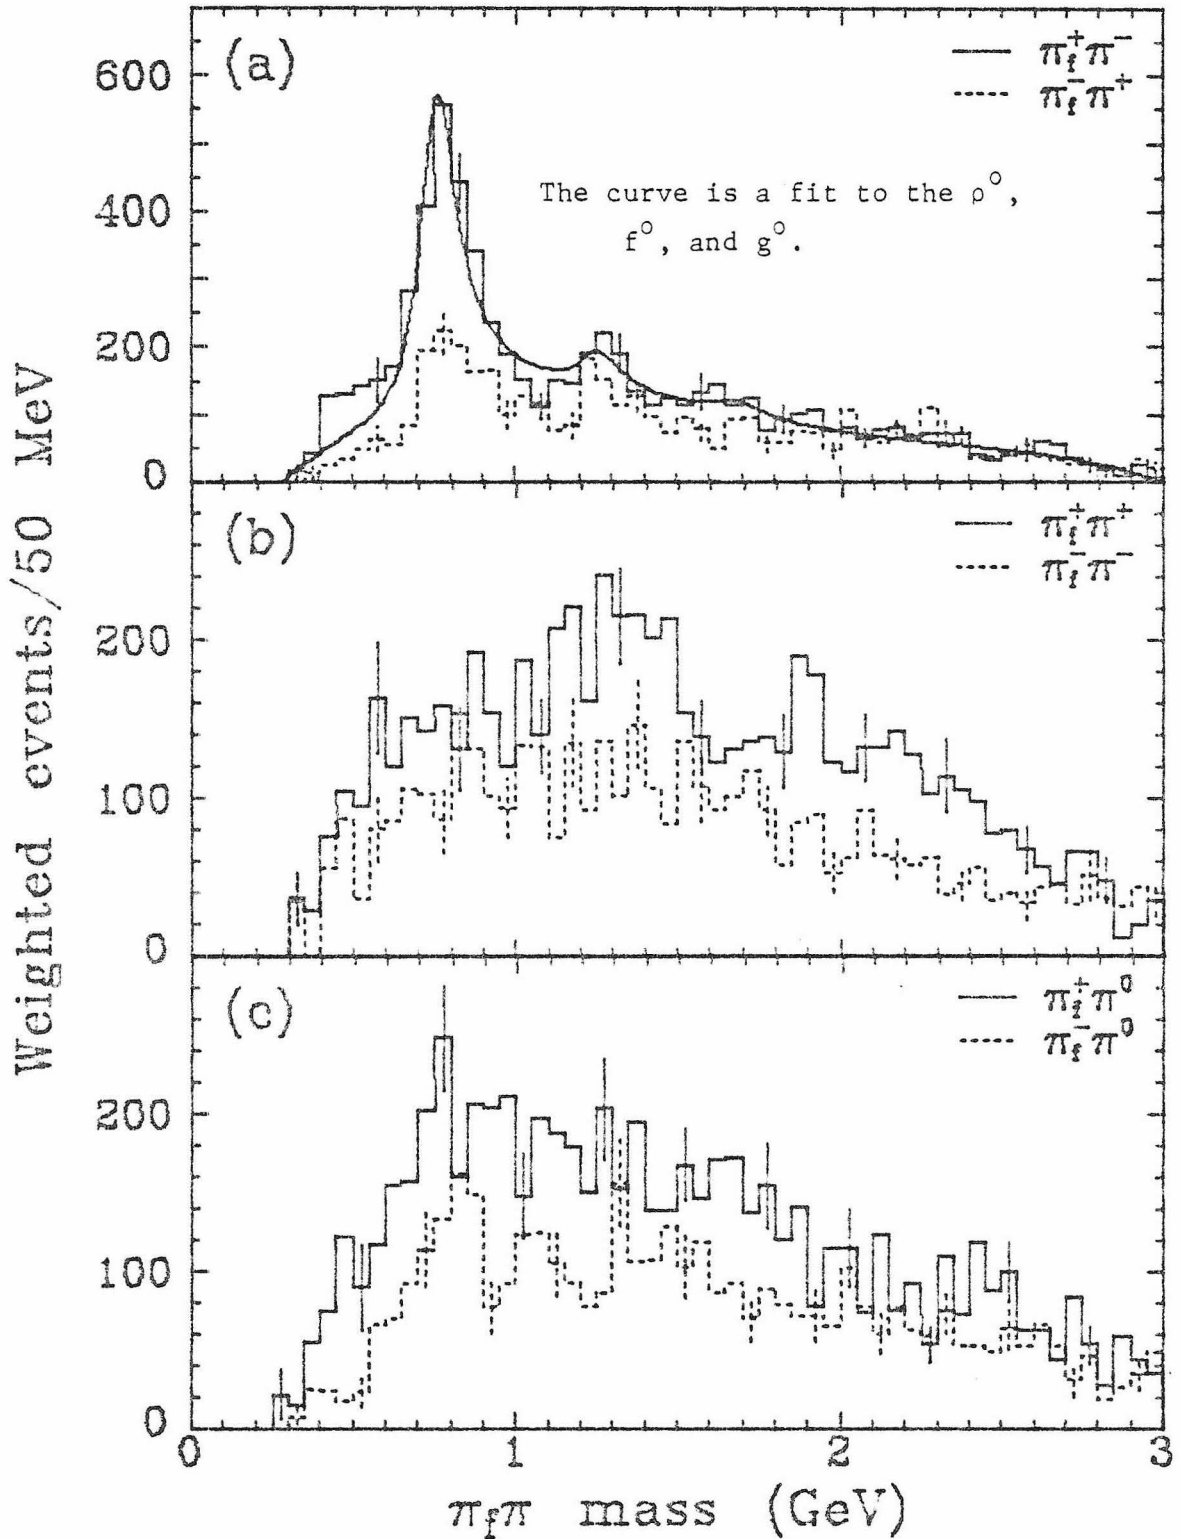 Weighted events/50 MeV
(a)
π_f^+π^-
π_f^-π^+
The curve is a fit to the ρ^o,
f^o, and g^o.
600
400
200
0
(b)
π_f^+π^+
π_f^-π^-
200
100
0
(c)
π_f^+π^0
π_f^-π^0
200
100
0
0 1 2 3
π_fπ mass (GeV)